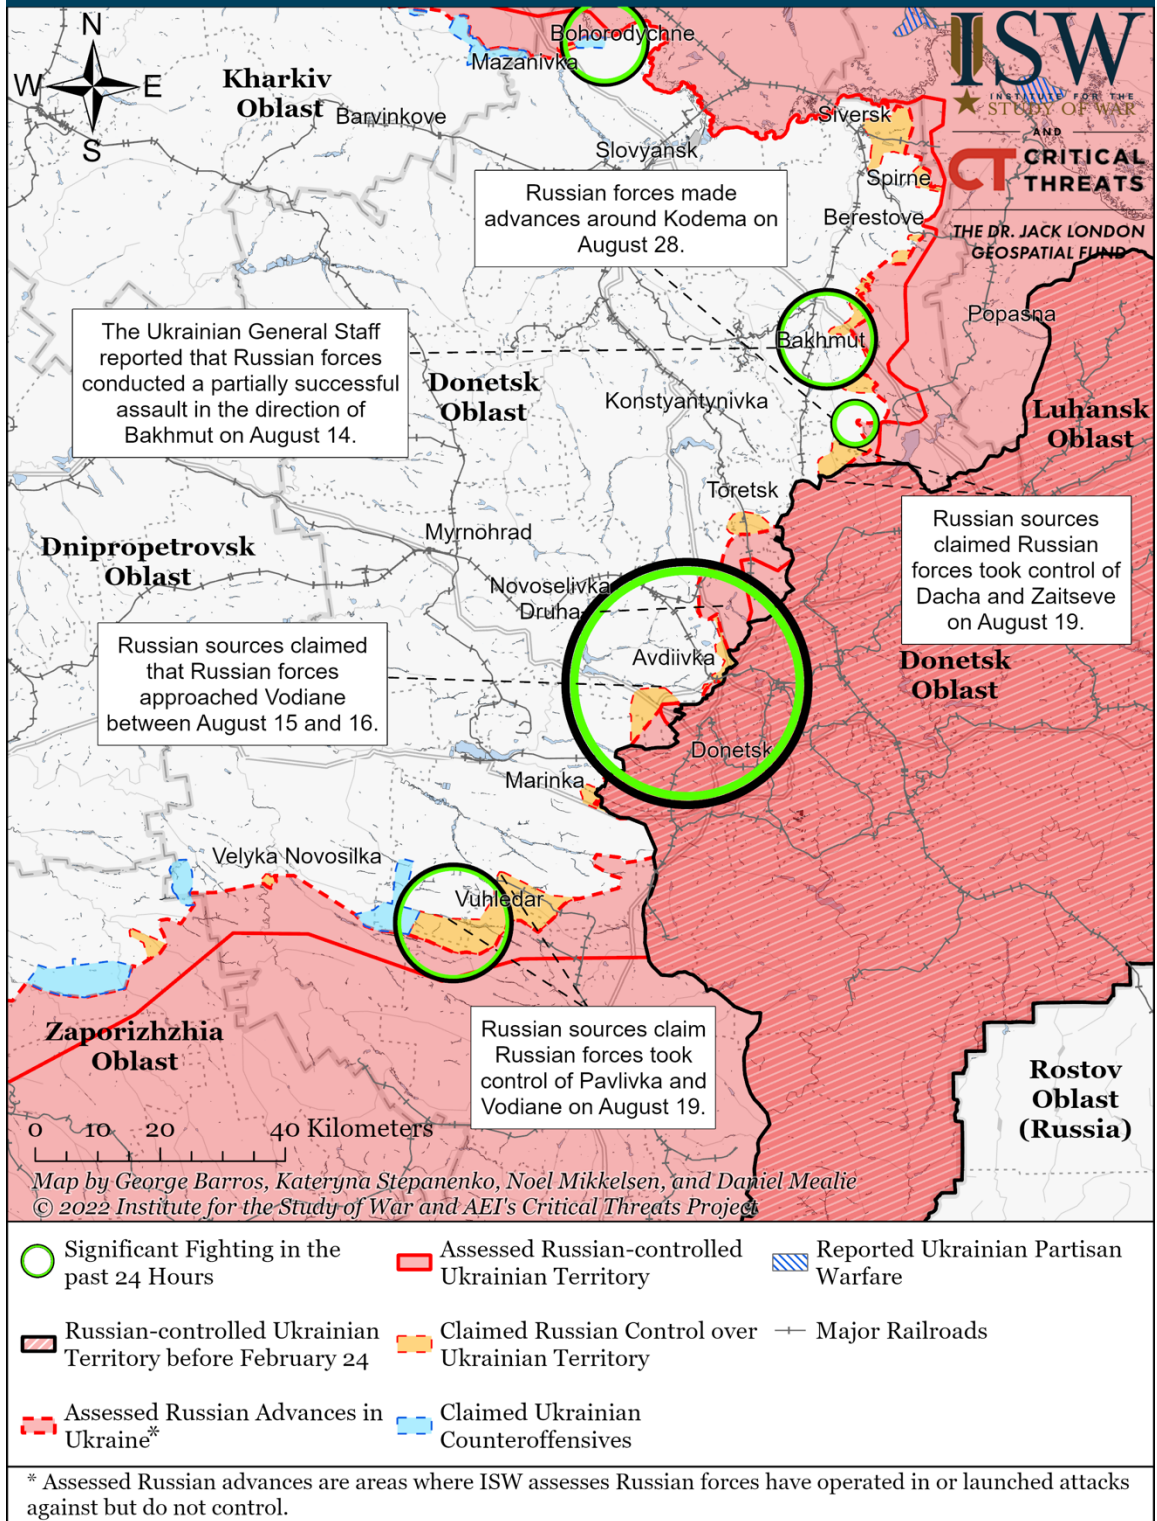 N
W E
S
Kharkiv
Oblast
Bohorodychne
Mazanivka
Barvinkove
Slovyansk
Siversk
Spirne
Berestove
ISW
INSTITUTE FOR THE
STUDY OF WAR
AND
CT CRITICAL
THREATS
THE DR. JACK LONDON
GEOSPATIAL FUND
Russian forces made
advances around Kodema on
August 28.
Popasna
Bakhmut
The Ukrainian General Staff
reported that Russian forces
conducted a partially successful
assault in the direction of
Bakhmut on August 14.
Donetsk
Oblast
Konstyantynivka
Luhansk
Oblast
Toretsk
Myrnohrad
Dnipropetrovsk
Oblast
Novoselivka
Druha
Russian sources
claimed Russian
forces took control of
Dacha and Zaitseve
on August 19.
Russian sources claimed
that Russian forces
approached Vodiane
between August 15 and 16.
Avdiivka
Donetsk
Oblast
Donetsk
Marinka
Velyka Novosilka
Vuhledar
Russian sources claim
Russian forces took
control of Pavlivka and
Vodiane on August 19.
Zaporizhzhia
Oblast
Rostov
Oblast
(Russia)
0 10 20 40 Kilometers
Map by George Barros, Kateryna Stepanenko, Noel Mikkelsen, and Daniel Mealie
© 2022 Institute for the Study of War and AEI's Critical Threats Project
Significant Fighting in the
past 24 Hours
Assessed Russian-controlled
Ukrainian Territory
Reported Ukrainian Partisan
Warfare
Russian-controlled Ukrainian
Territory before February 24
Claimed Russian Control over
Ukrainian Territory
Major Railroads
Assessed Russian Advances in
Ukraine*
Claimed Ukrainian
Counteroffensives
* Assessed Russian advances are areas where ISW assesses Russian forces have operated in or launched attacks
against but do not control.